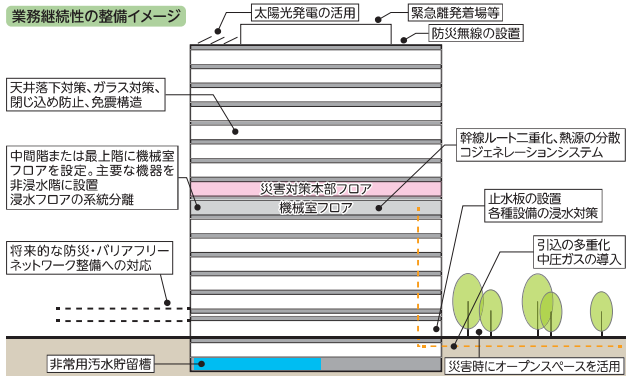 業務継続性の整備イメージ
太陽光発電の活用
緊急離発着場等
防災無線の設置
天井落下対策、ガラス対策、
閉じ込め防止、免震構造
幹線ルート二重化、熱源の分散
コジェネレーションシステム
中間階または最上階に機械室
フロアを設定。主要な機器を
非浸水階に設置
浸水フロアの系統分離
災害対策本部フロア
機械室フロア
止水板の設置
各種設備の浸水対策
引込の多重化
中圧ガスの導入
将来的な防災・バリアフリー
ネットワーク整備への対応
非常用汚水貯留槽
災害時にオープンスペースを活用